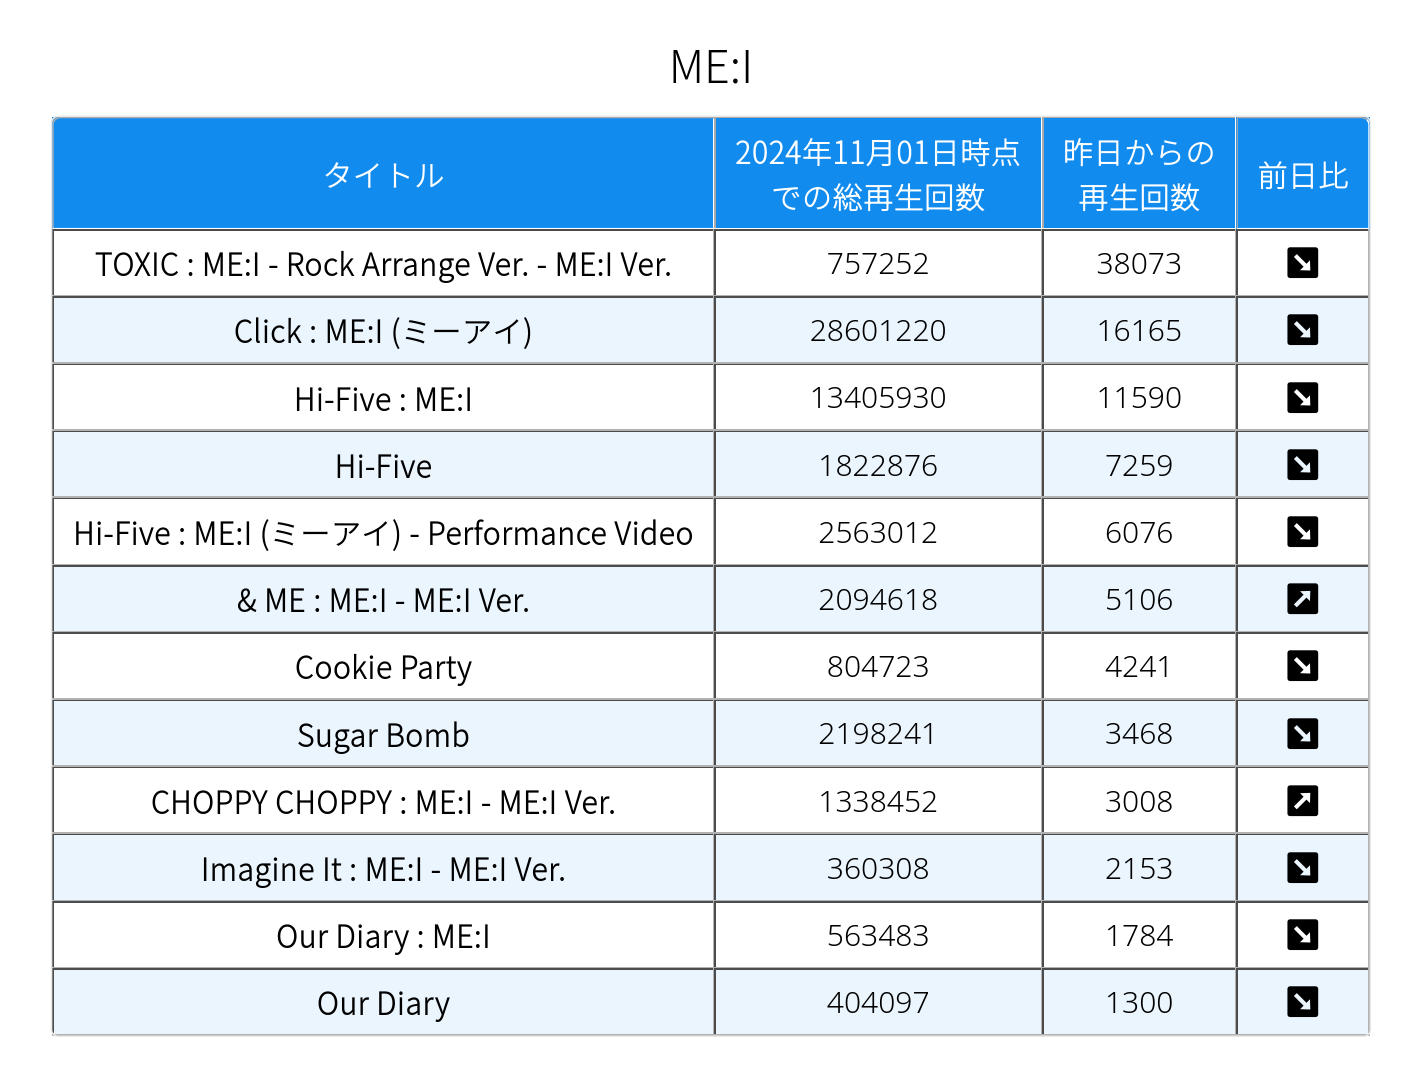 ME:I
タイトル
2024年11月01日時点
での総再生回数
昨日からの
再生回数
前日比
TOXIC : ME:I - Rock Arrange Ver. - ME:I Ver. 757252 38073
Click : ME:I (ミーアイ) 28601220 16165
Hi-Five : ME:I 13405930 11590
Hi-Five 1822876 7259
Hi-Five : ME:I (ミーアイ) - Performance Video 2563012 6076
& ME : ME:I - ME:I Ver. 2094618 5106
Cookie Party 804723 4241
Sugar Bomb 2198241 3468
CHOPPY CHOPPY : ME:I - ME:I Ver. 1338452 3008
Imagine It : ME:I - ME:I Ver. 360308 2153
Our Diary : ME:I 563483 1784
Our Diary 404097 1300